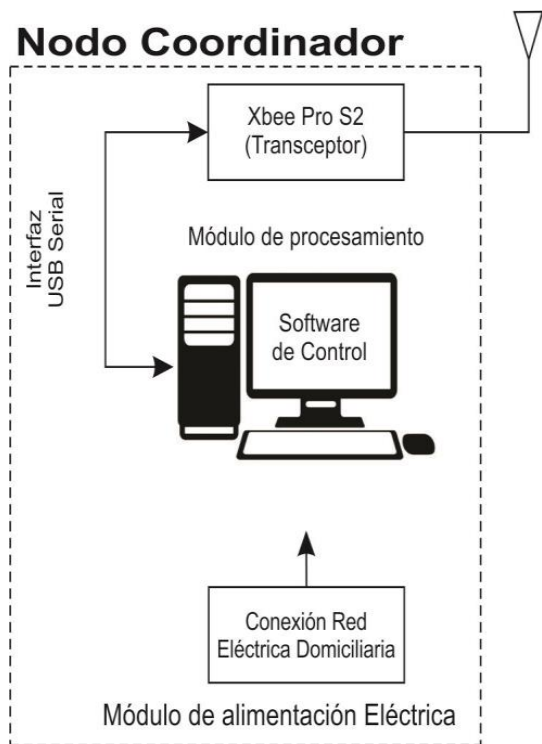 Nodo Coordinador
Xbee Pro S2
(Transceptor)
Interfaz
USB Serial
Módulo de procesamiento
Software
de Control
Conexión Red
Eléctrica Domiciliaria
Módulo de alimentación Eléctrica